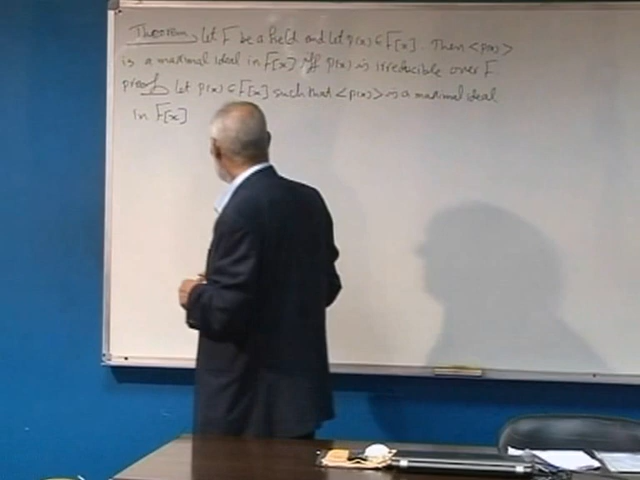 Theorem, Let F be a field and let p(x) ∈ F[x]. Then <p(x)>
is a maximal ideal in F[x] iff p(x) is irreducible over F
proof, Let p(x) ∈ F[x] such that <p(x)> is a maximal ideal
in F[x]